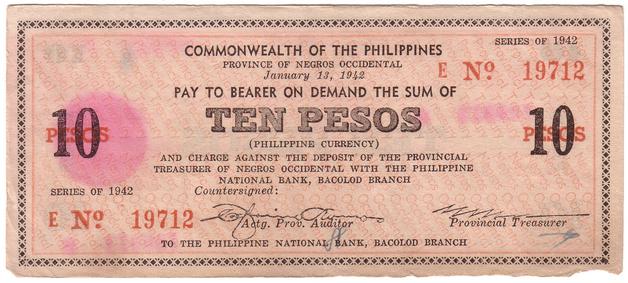 SERIES OF 1942
COMMONWEALTH OF THE PHILIPPINES
PROVINCE OF NEGROS OCCIDENTAL
January 13, 1942
E Nº 19712
PAY TO BEARER ON DEMAND THE SUM OF
10 PESOS
TEN PESOS
10 PESOS
(PHILIPPINE CURRENCY)
AND CHARGE AGAINST THE DEPOSIT OF THE PROVINCIAL
TREASURER OF NEGROS OCCIDENTAL WITH THE PHILIPPINE
NATIONAL BANK, BACOLOD BRANCH
SERIES OF 1942
Countersigned:
E Nº 19712
Actg. Prov. Auditor
Provincial Treasurer
TO THE PHILIPPINE NATIONAL BANK, BACOLOD BRANCH